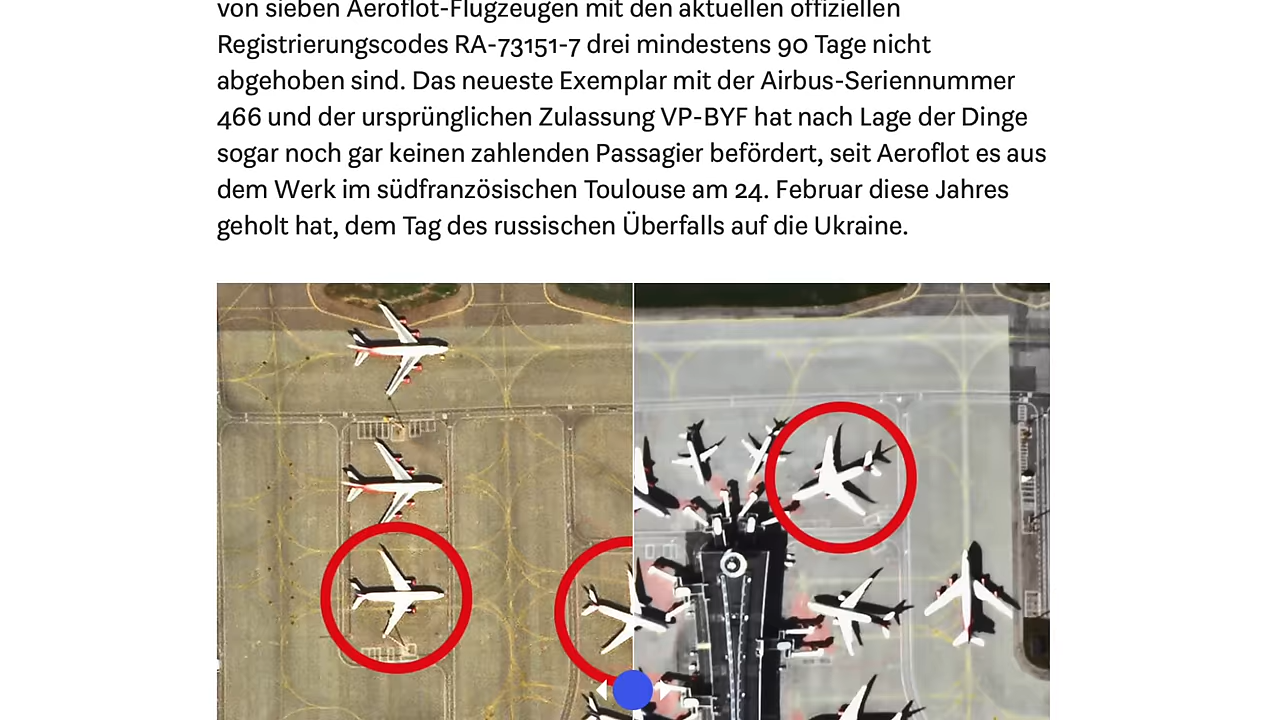 von sieben Aeroflot-Flugzeugen mit den aktuellen offiziellen
Registrierungscodes RA-73151-7 drei mindestens 90 Tage nicht
abgehoben sind. Das neueste Exemplar mit der Airbus-Seriennummer
466 und der ursprünglichen Zulassung VP-BYF hat nach Lage der Dinge
sogar noch gar keinen zahlenden Passagier befördert, seit Aeroflot es aus
dem Werk im südfranzösischen Toulouse am 24. Februar diese Jahres
geholt hat, dem Tag des russischen Überfalls auf die Ukraine.